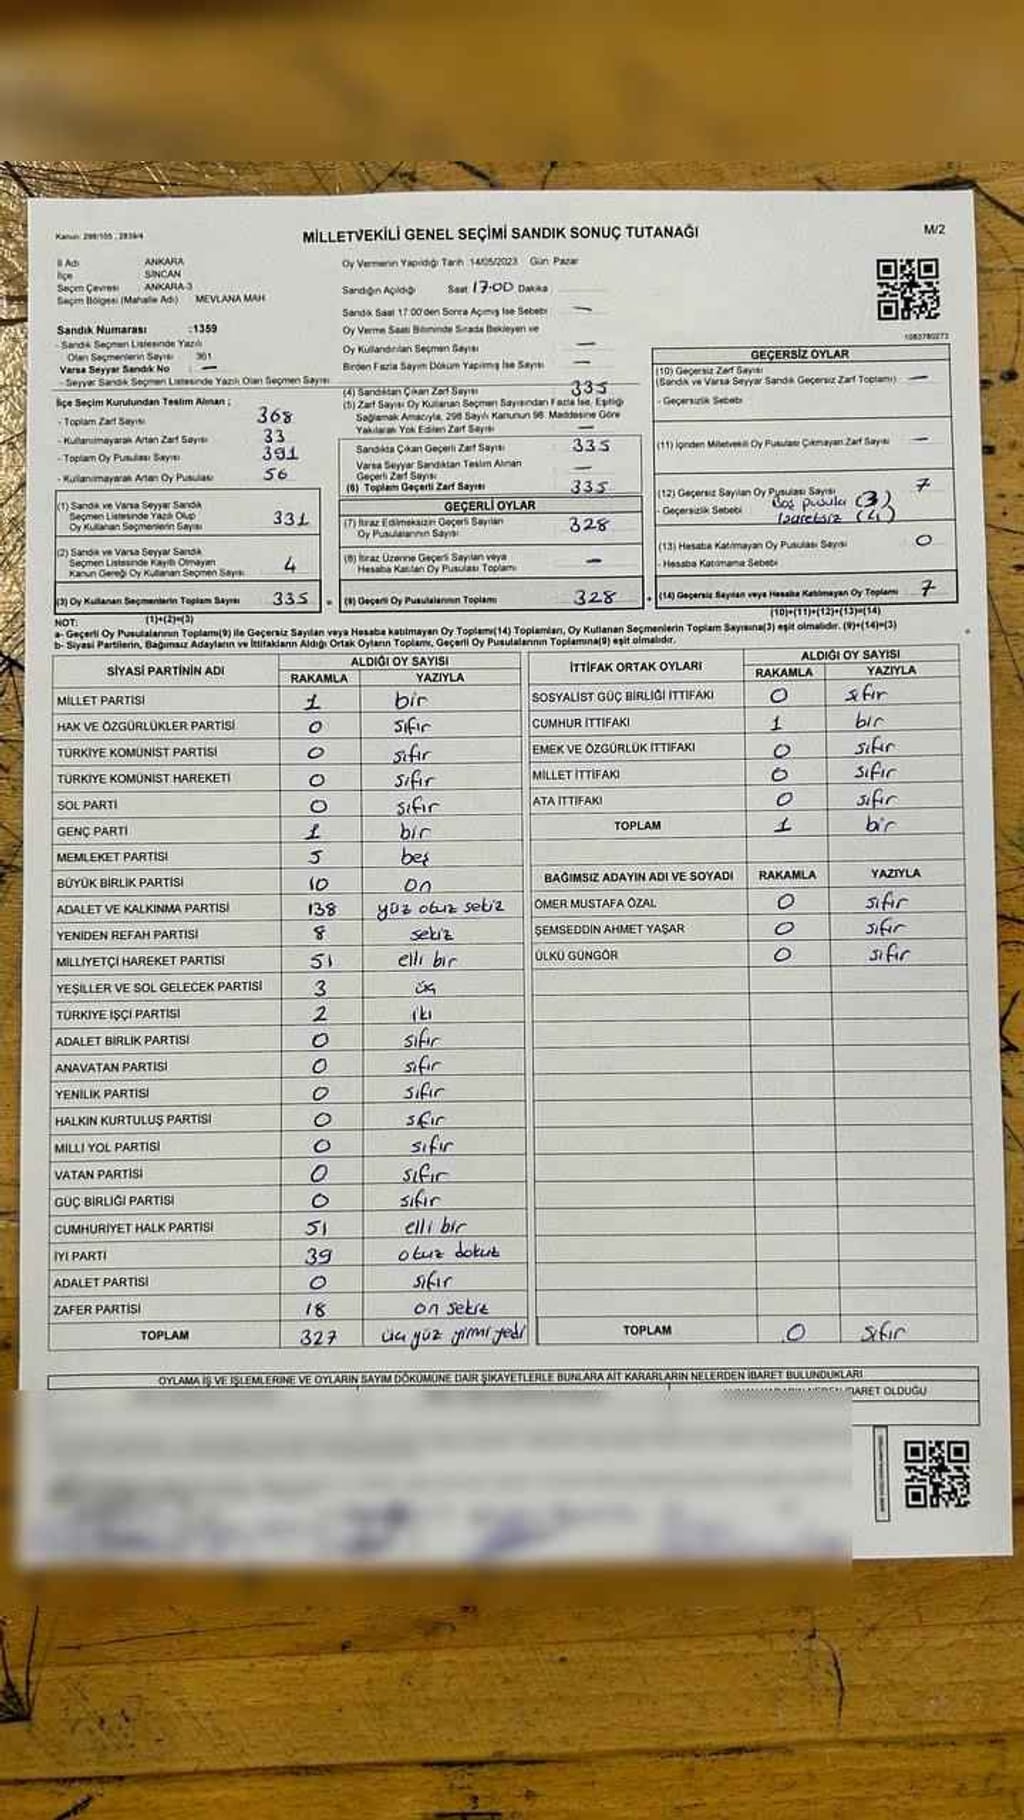 Kanun: 298/105 , 2839/4
MİLLETVEKİLİ GENEL SEÇİMİ SANDIK SONUÇ TUTANAĞI
M/2
İl Adı ANKARA
İlçe SİNCAN
Seçim Çevresi ANKARA-3
Seçim Bölgesi (Mahalle Adı) MEVLANA MAH
Oy Vermenin Yapıldığı Tarih 14/05/2023 Gün Pazar
Sandığın Açıldığı Saat 17:00 Dakika
Sandık Saat 17.00'den Sonra Açılmış İse Sebebi —
Oy Verme Saati Bitiminde Sırada Bekleyen ve
Oy Kullandırılan Seçmen Sayısı —
Birden Fazla Sayım Döküm Yapılmış İse Sayısı —
1083780273
Sandık Numarası :1359
- Sandık Seçmen Listesinde Yazılı
Olan Seçmenlerin Sayısı 361
Varsa Seyyar Sandık No : —
- Seyyar Sandık Seçmen Listesinde Yazılı Olan Seçmen Sayısı
İlçe Seçim Kurulundan Teslim Alınan ;
- Toplam Zarf Sayısı 368
- Kullanılmayarak Artan Zarf Sayısı 33
- Toplam Oy Pusulası Sayısı 391
- Kullanılmayarak Artan Oy Pusulası 56
(1) Sandık ve Varsa Seyyar Sandık
Seçmen Listesinde Yazılı Olup
Oy Kullanan Seçmenlerin Sayısı 331
(2) Sandık ve Varsa Seyyar Sandık
Seçmen Listesinde Kayıtlı Olmayan
Kanun Gereği Oy Kullanan Seçmen Sayısı 4
(3) Oy Kullanan Seçmenlerin Toplam Sayısı 335
(1)+(2)=(3)
(4) Sandıktan Çıkan Zarf Sayısı 335
(5) Zarf Sayısı Oy Kullanan Seçmen Sayısından Fazla İse, Eşitliği
Sağlamak Amacıyla, 298 Sayılı Kanunun 98. Maddesine Göre
Yakılarak Yok Edilen Zarf Sayısı —
Sandıkta Çıkan Geçerli Zarf Sayısı 335
Varsa Seyyar Sandıktan Teslim Alınan
Geçerli Zarf Sayısı —
(6) Toplam Geçerli Zarf Sayısı 335
GEÇERLİ OYLAR
(7) İtiraz Edilmeksizin Geçerli Sayılan
Oy Pusulalarının Sayısı 328
(8) İtiraz Üzerine Geçerli Sayılan veya
Hesaba Katılan Oy Pusulası Toplamı —
(9) Geçerli Oy Pusulalarının Toplamı 328
GEÇERSİZ OYLAR
(10) Geçersiz Zarf Sayısı
(Sandık ve Varsa Seyyar Sandık Geçersiz Zarf Toplamı) —
- Geçersizlik Sebebi
(11) İçinden Milletvekili Oy Pusulası Çıkmayan Zarf Sayısı —
(12) Geçersiz Sayılan Oy Pusulası Sayısı 7
- Geçersizlik Sebebi Boş pusula (3)
İşaretsiz (4)
(13) Hesaba Katılmayan Oy Pusulası Sayısı 0
- Hesaba Katılmama Sebebi
(14) Geçersiz Sayılan veya Hesaba Katılmayan Oy Toplamı 7
(10)+(11)+(12)+(13)=(14)
NOT:
a- Geçerli Oy Pusulalarının Toplamı(9) ile Geçersiz Sayılan veya Hesaba katılmayan Oy Toplamı(14) Toplamları, Oy Kullanan Seçmenlerin Toplam Sayısına(3) eşit olmalıdır. (9)+(14)=(3)
b- Siyasi Partilerin, Bağımsız Adayların ve İttifakların Aldığı Ortak Oyların Toplamı, Geçerli Oy Pusulalarının Toplamına(9) eşit olmalıdır.
SİYASİ PARTİNİN ADI ALDIĞI OY SAYISI
RAKAMLA YAZIYLA
MİLLET PARTİSİ 1 bir
HAK VE ÖZGÜRLÜKLER PARTİSİ 0 sıfır
TÜRKİYE KOMÜNİST PARTİSİ 0 sıfır
TÜRKİYE KOMÜNİST HAREKETİ 0 sıfır
SOL PARTİ 0 sıfır
GENÇ PARTİ 1 bir
MEMLEKET PARTİSİ 5 beş
BÜYÜK BİRLİK PARTİSİ 10 on
ADALET VE KALKINMA PARTİSİ 138 yüz otuz sekiz
YENİDEN REFAH PARTİSİ 8 sekiz
MİLLİYETÇİ HAREKET PARTİSİ 51 elli bir
YEŞİLLER VE SOL GELECEK PARTİSİ 3 üç
TÜRKİYE İŞÇİ PARTİSİ 2 iki
ADALET BİRLİK PARTİSİ 0 sıfır
ANAVATAN PARTİSİ 0 sıfır
YENİLİK PARTİSİ 0 sıfır
HALKIN KURTULUŞ PARTİSİ 0 sıfır
MİLLİ YOL PARTİSİ 0 sıfır
VATAN PARTİSİ 0 sıfır
GÜÇ BİRLİĞİ PARTİSİ 0 sıfır
CUMHURİYET HALK PARTİSİ 51 elli bir
İYİ PARTİ 39 otuz dokuz
ADALET PARTİSİ 0 sıfır
ZAFER PARTİSİ 18 on sekiz
TOPLAM 327 üç yüz yirmi yedi
İTTİFAK ORTAK OYLARI ALDIĞI OY SAYISI
RAKAMLA YAZIYLA
SOSYALİST GÜÇ BİRLİĞİ İTTİFAKI 0 sıfır
CUMHUR İTTİFAKI 1 bir
EMEK VE ÖZGÜRLÜK İTTİFAKI 0 sıfır
MİLLET İTTİFAKI 0 sıfır
ATA İTTİFAKI 0 sıfır
TOPLAM 1 bir
BAĞIMSIZ ADAYIN ADI VE SOYADI RAKAMLA YAZIYLA
ÖMER MUSTAFA ÖZAL 0 sıfır
ŞEMSEDDİN AHMET YAŞAR 0 sıfır
ÜLKÜ GÜNGÖR 0 sıfır
TOPLAM 0 sıfır
OYLAMA İŞ VE İŞLEMLERİNE VE OYLARIN SAYIM DÖKÜMÜNE DAİR ŞİKAYETLERLE BUNLARA AİT KARARLARIN NELERDEN İBARET BULUNDUKLARI
İBARET OLDUĞU